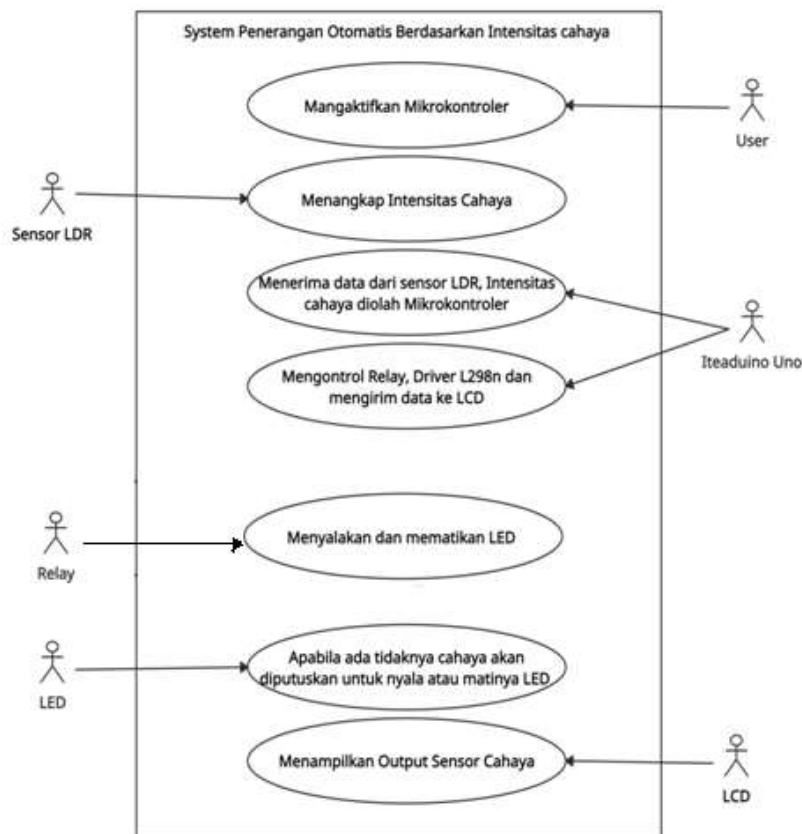 System Penerangan Otomatis Berdasarkan Intensitas cahaya
Mangaktifkan Mikrokontroler
User
Menangkap Intensitas Cahaya
Sensor LDR
Menerima data dari sensor LDR, Intensitas
cahaya diolah Mikrokontroler
Iteaduino Uno
Mengontrol Relay, Driver L298n dan
mengirim data ke LCD
Menyalakan dan mematikan LED
Relay
Apabila ada tidaknya cahaya akan
diputuskan untuk nyala atau matinya LED
LED
Menampilkan Output Sensor Cahaya
LCD